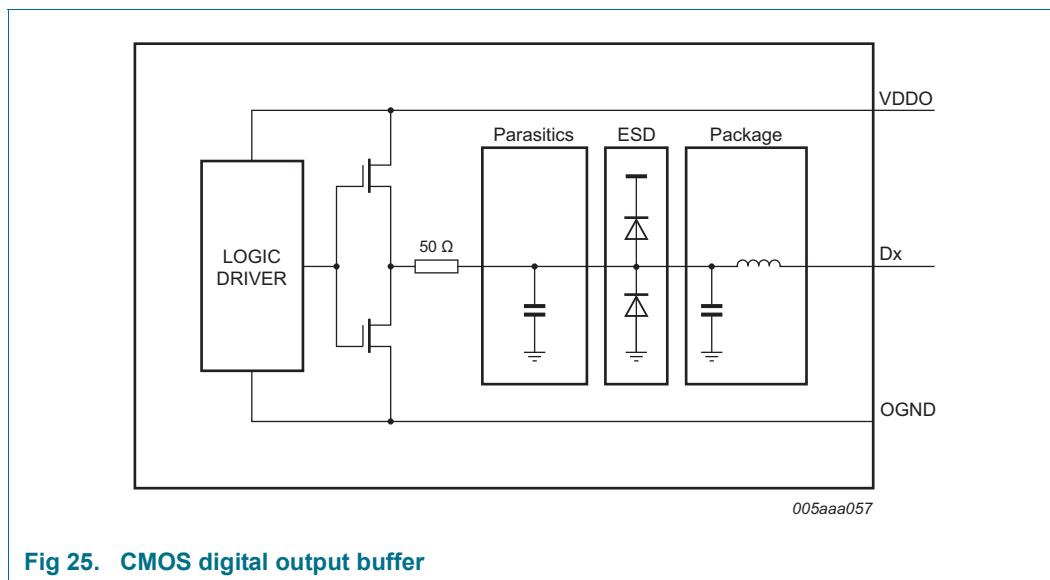 VDDO
Parasitics
ESD
Package
LOGIC
DRIVER
50 Ω
Dx
OGND
005aaa057
Fig 25. CMOS digital output buffer